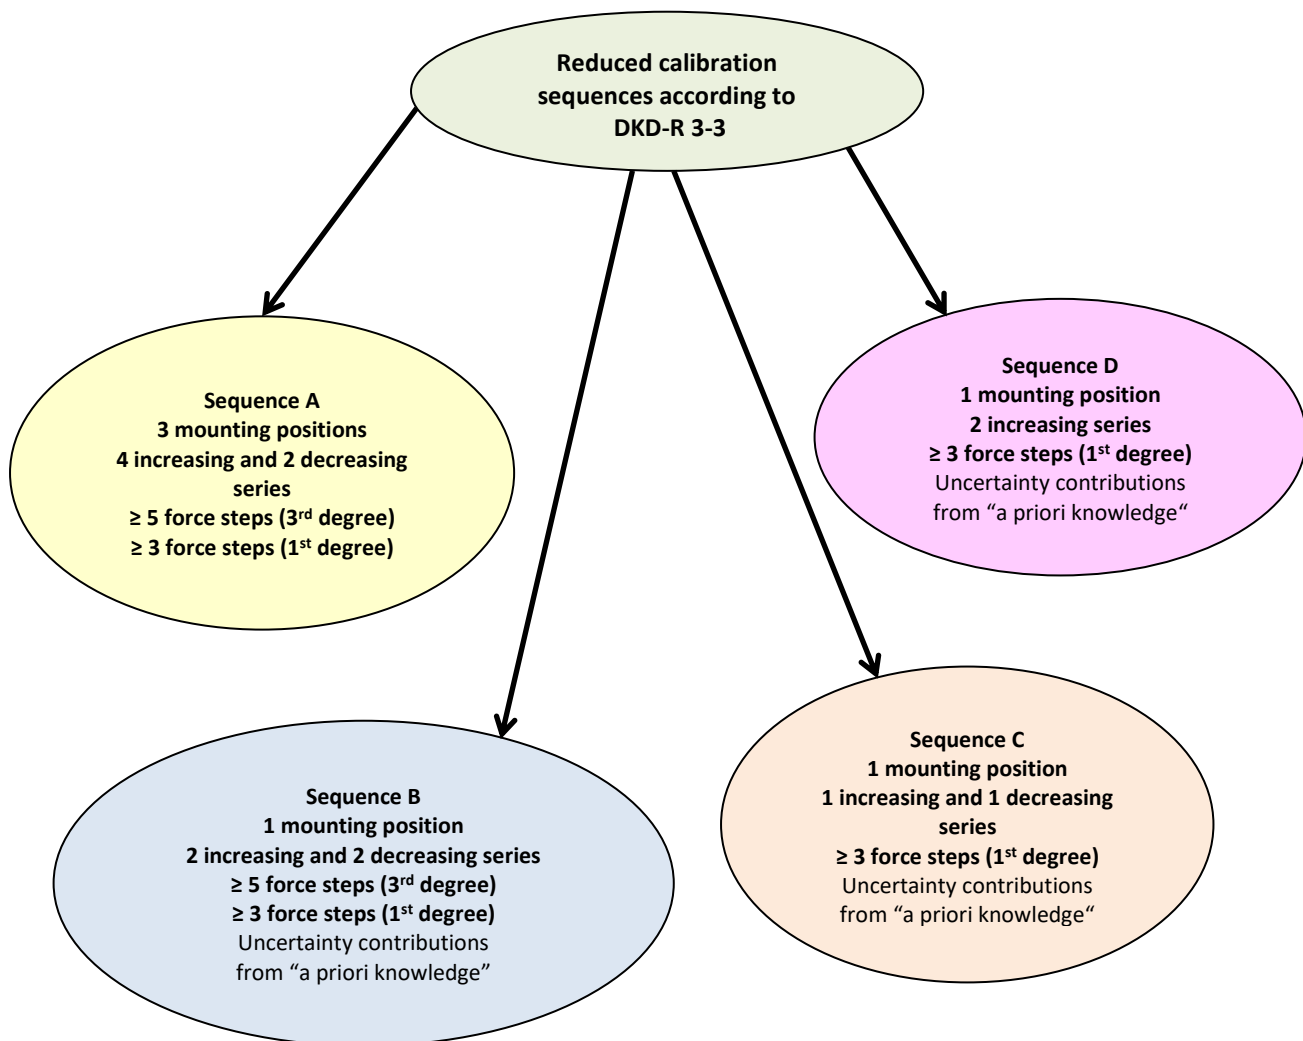 Reduced calibration
sequences according to
DKD-R 3-3
Sequence A
3 mounting positions
4 increasing and 2 decreasing
series
≥ 5 force steps (3rd degree)
≥ 3 force steps (1st degree)
Sequence D
1 mounting position
2 increasing series
≥ 3 force steps (1st degree)
Uncertainty contributions
from “a priori knowledge“
Sequence B
1 mounting position
2 increasing and 2 decreasing series
≥ 5 force steps (3rd degree)
≥ 3 force steps (1st degree)
Uncertainty contributions
from “a priori knowledge”
Sequence C
1 mounting position
1 increasing and 1 decreasing
series
≥ 3 force steps (1st degree)
Uncertainty contributions
from “a priori knowledge“